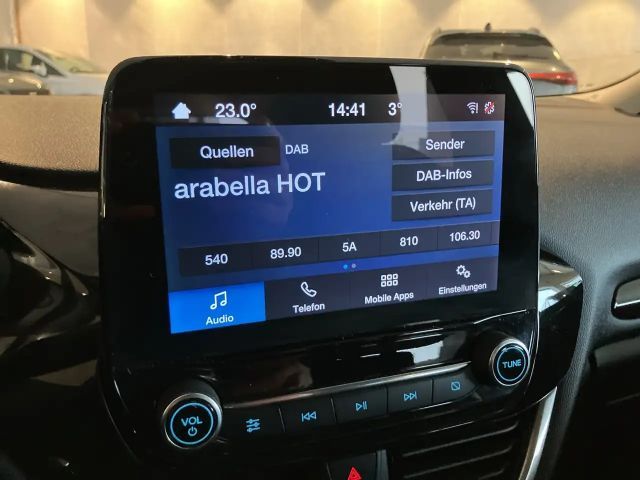 23.0° 14:41 3°
Quellen DAB Sender
arabella HOT
DAB-Infos
Verkehr (TA)
540 89.90 5A 810 106.30
Audio Telefon Mobile Apps Einstellungen
VOL TUNE